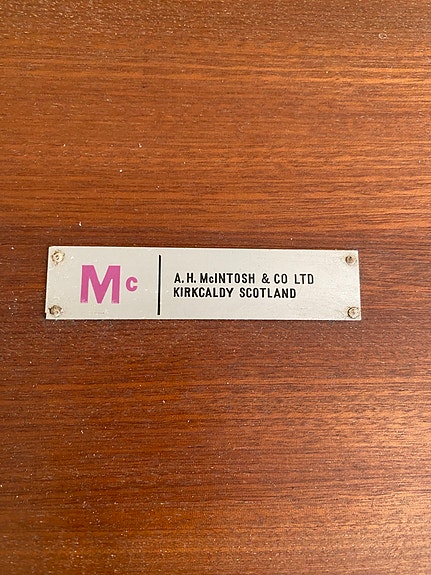 Mc
A.H. McINTOSH & CO LTD
KIRKCALDY SCOTLAND